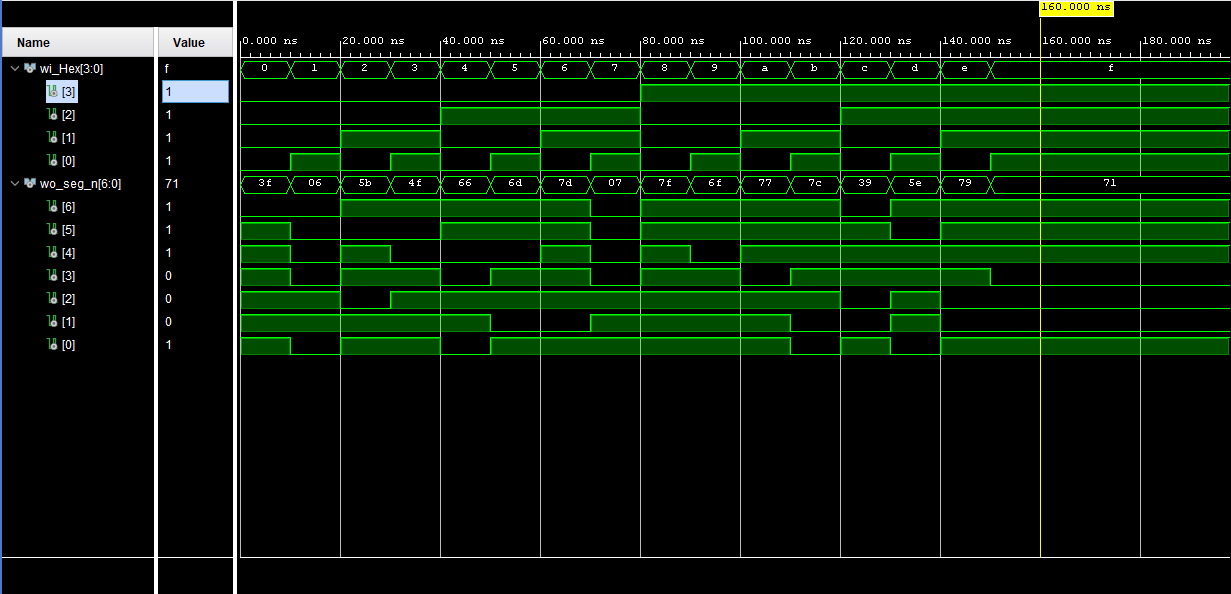 160.000 ns
Name Value
0.000 ns 20.000 ns 40.000 ns 60.000 ns 80.000 ns 100.000 ns 120.000 ns 140.000 ns 160.000 ns 180.000 ns
wi_Hex[3:0] f 0 1 2 3 4 5 6 7 8 9 a b c d e f
[3] 1
[2] 1
[1] 1
[0] 1
wo_seg_n[6:0] 71 3f 06 5b 4f 66 6d 7d 07 7f 6f 77 7c 39 5e 79 71
[6] 1
[5] 1
[4] 1
[3] 0
[2] 0
[1] 0
[0] 1